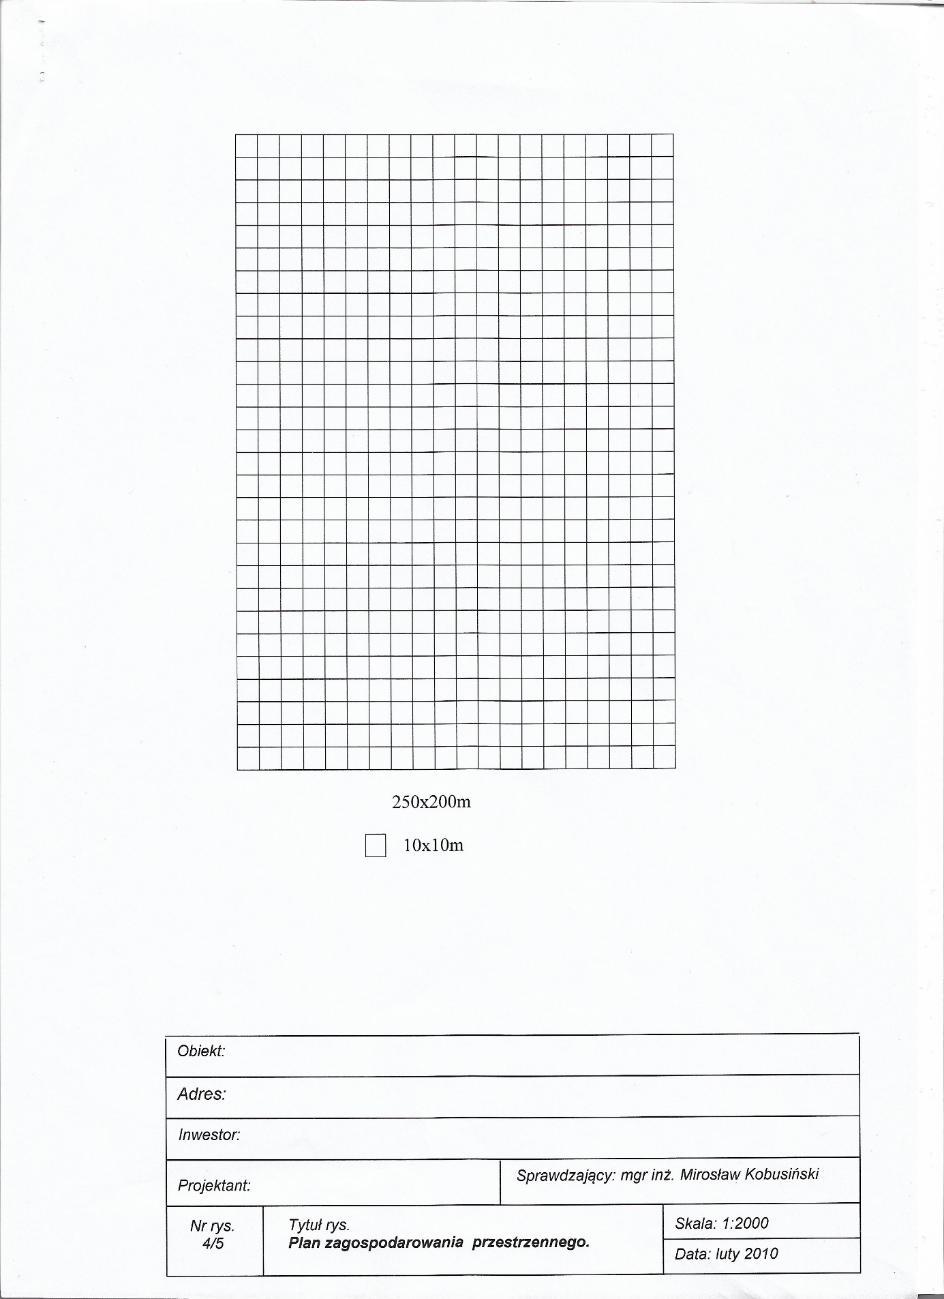 250x200m
10x10m
Obiekt:
Adres:
Inwestor:
Projektant:
Sprawdzający: mgr inż. Mirosław Kobusiński
Nr rys.
4/5
Tytuł rys.
Plan zagospodarowania przestrzennego.
Skala: 1:2000
Data: luty 2010